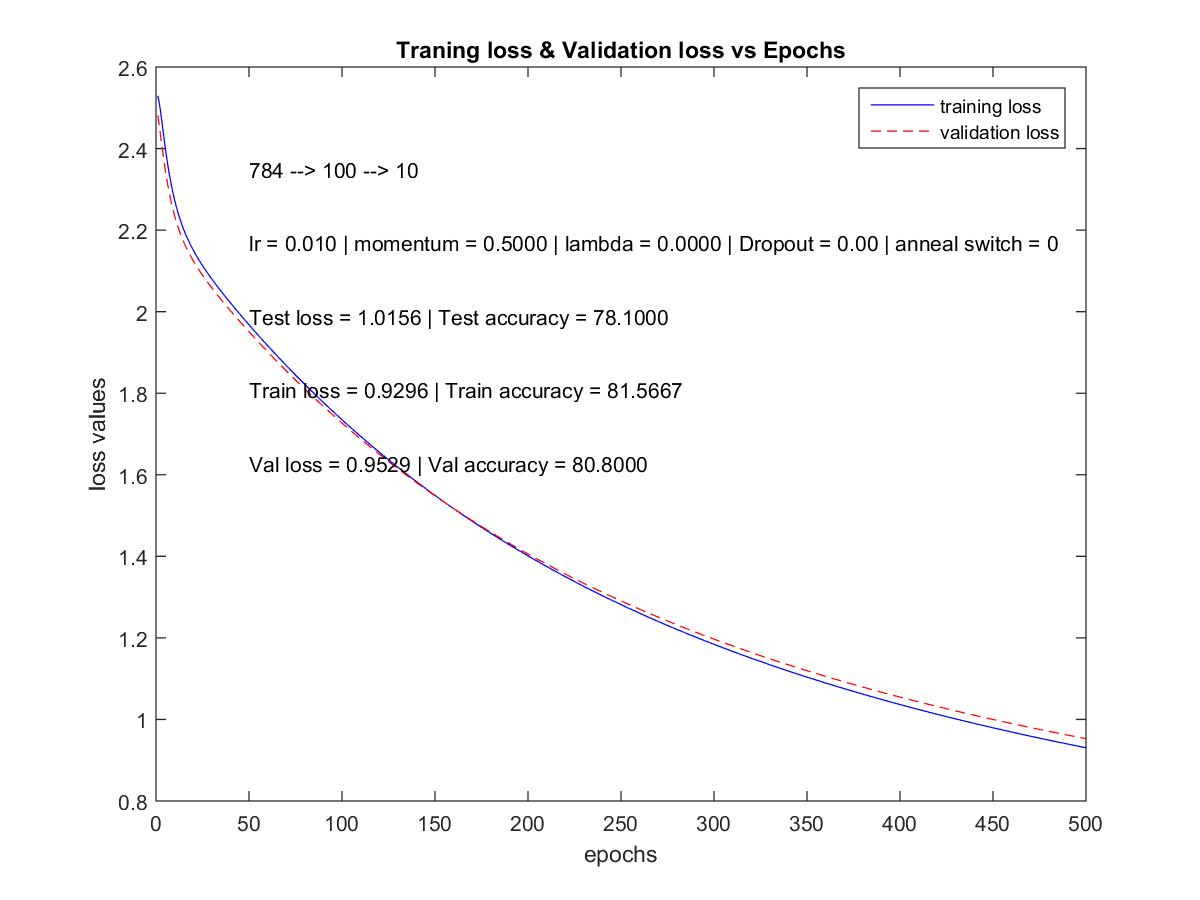 Traning loss & Validation loss vs Epochs
2.6
training loss
validation loss
2.4
784 --> 100 --> 10
2.2
lr = 0.010 | momentum = 0.5000 | lambda = 0.0000 | Dropout = 0.00 | anneal switch = 0
2
Test loss = 1.0156 | Test accuracy = 78.1000
1.8
Train loss = 0.9296 | Train accuracy = 81.5667
loss values
1.6
Val loss = 0.9529 | Val accuracy = 80.8000
1.4
1.2
1
0.8
0 50 100 150 200 250 300 350 400 450 500
epochs